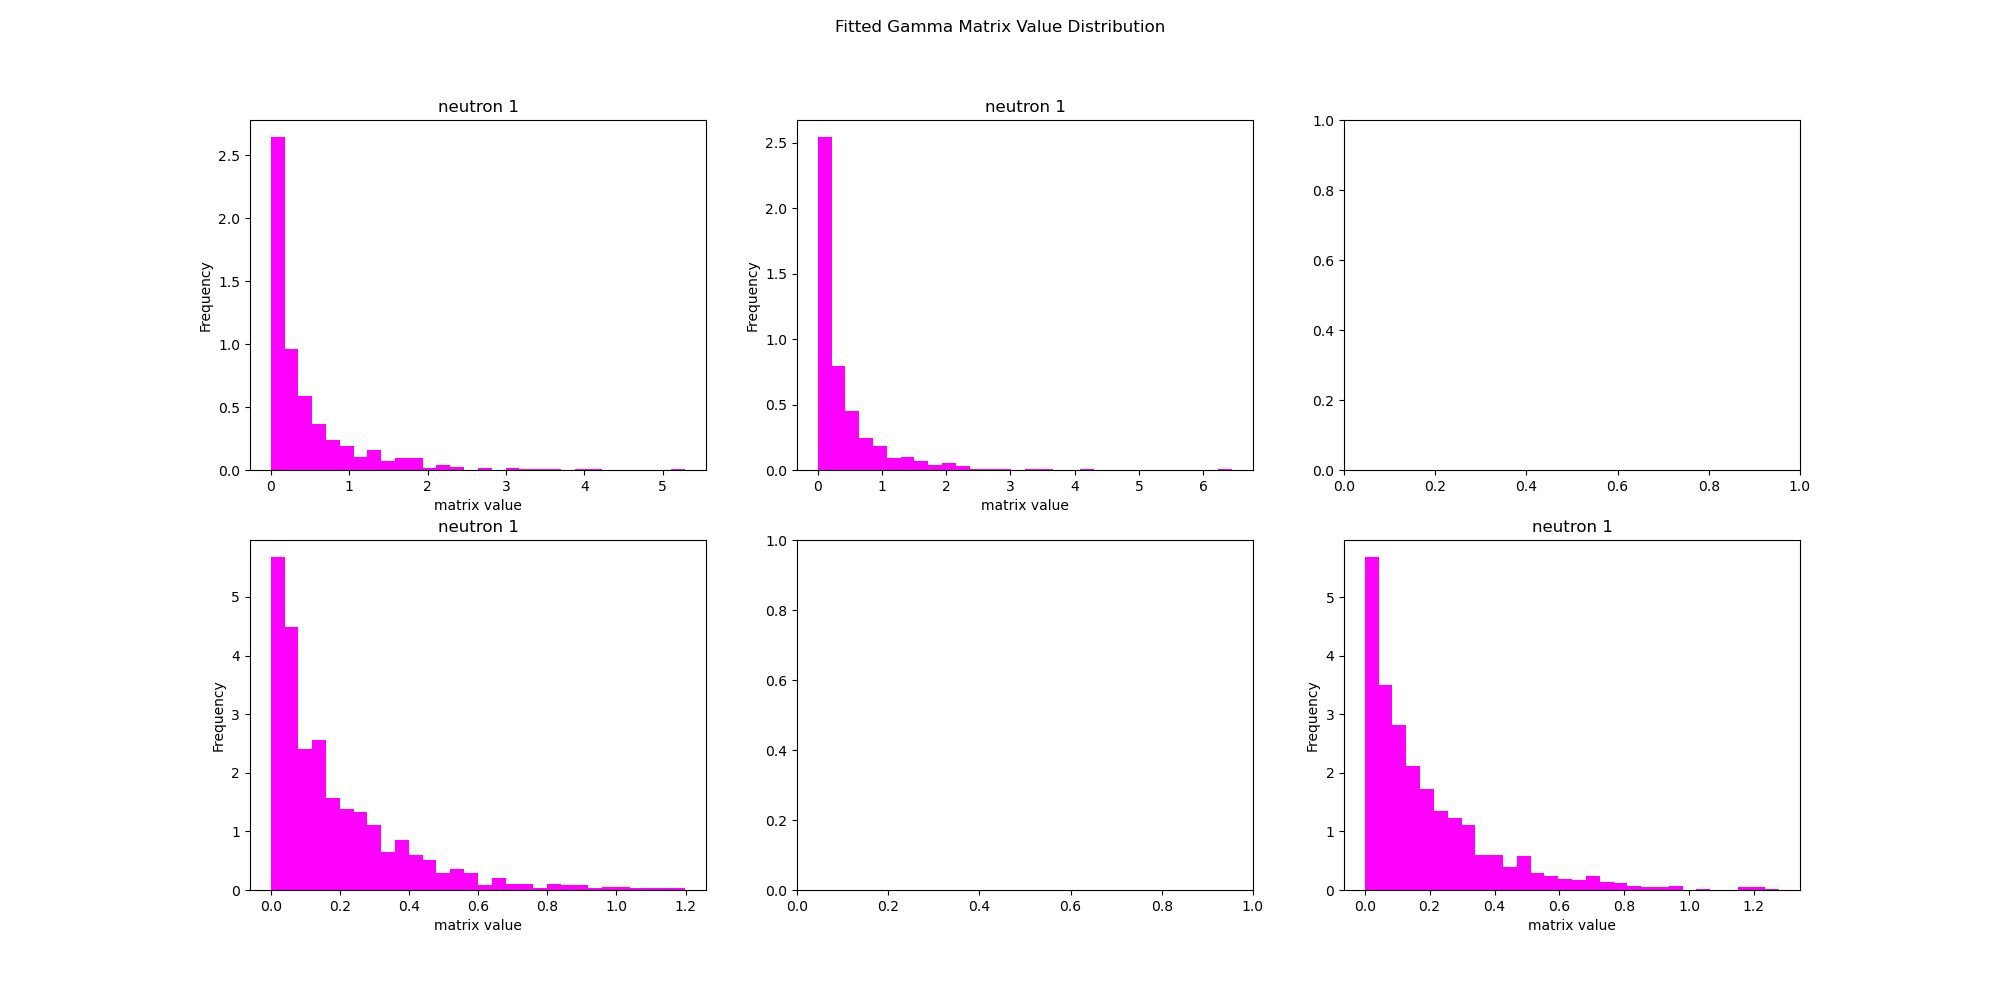 Fitted Gamma Matrix Value Distribution
neutron 1
neutron 1
Frequency
2.5
2.0
1.5
1.0
0.5
0.0
0 1 2 3 4 5
matrix value
Frequency
2.5
2.0
1.5
1.0
0.5
0.0
0 1 2 3 4 5 6
matrix value
1.0
0.8
0.6
0.4
0.2
0.0
0.0 0.2 0.4 0.6 0.8 1.0
neutron 1
Frequency
5
4
3
2
1
0
0.0 0.2 0.4 0.6 0.8 1.0 1.2
matrix value
1.0
0.8
0.6
0.4
0.2
0.0
0.0 0.2 0.4 0.6 0.8 1.0
neutron 1
Frequency
5
4
3
2
1
0
0.0 0.2 0.4 0.6 0.8 1.0 1.2
matrix value